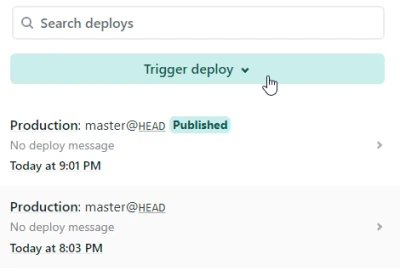 Search deploys
Trigger deploy
Production: master@HEAD Published
No deploy message
Today at 9:01 PM
Production: master@HEAD
No deploy message
Today at 8:03 PM